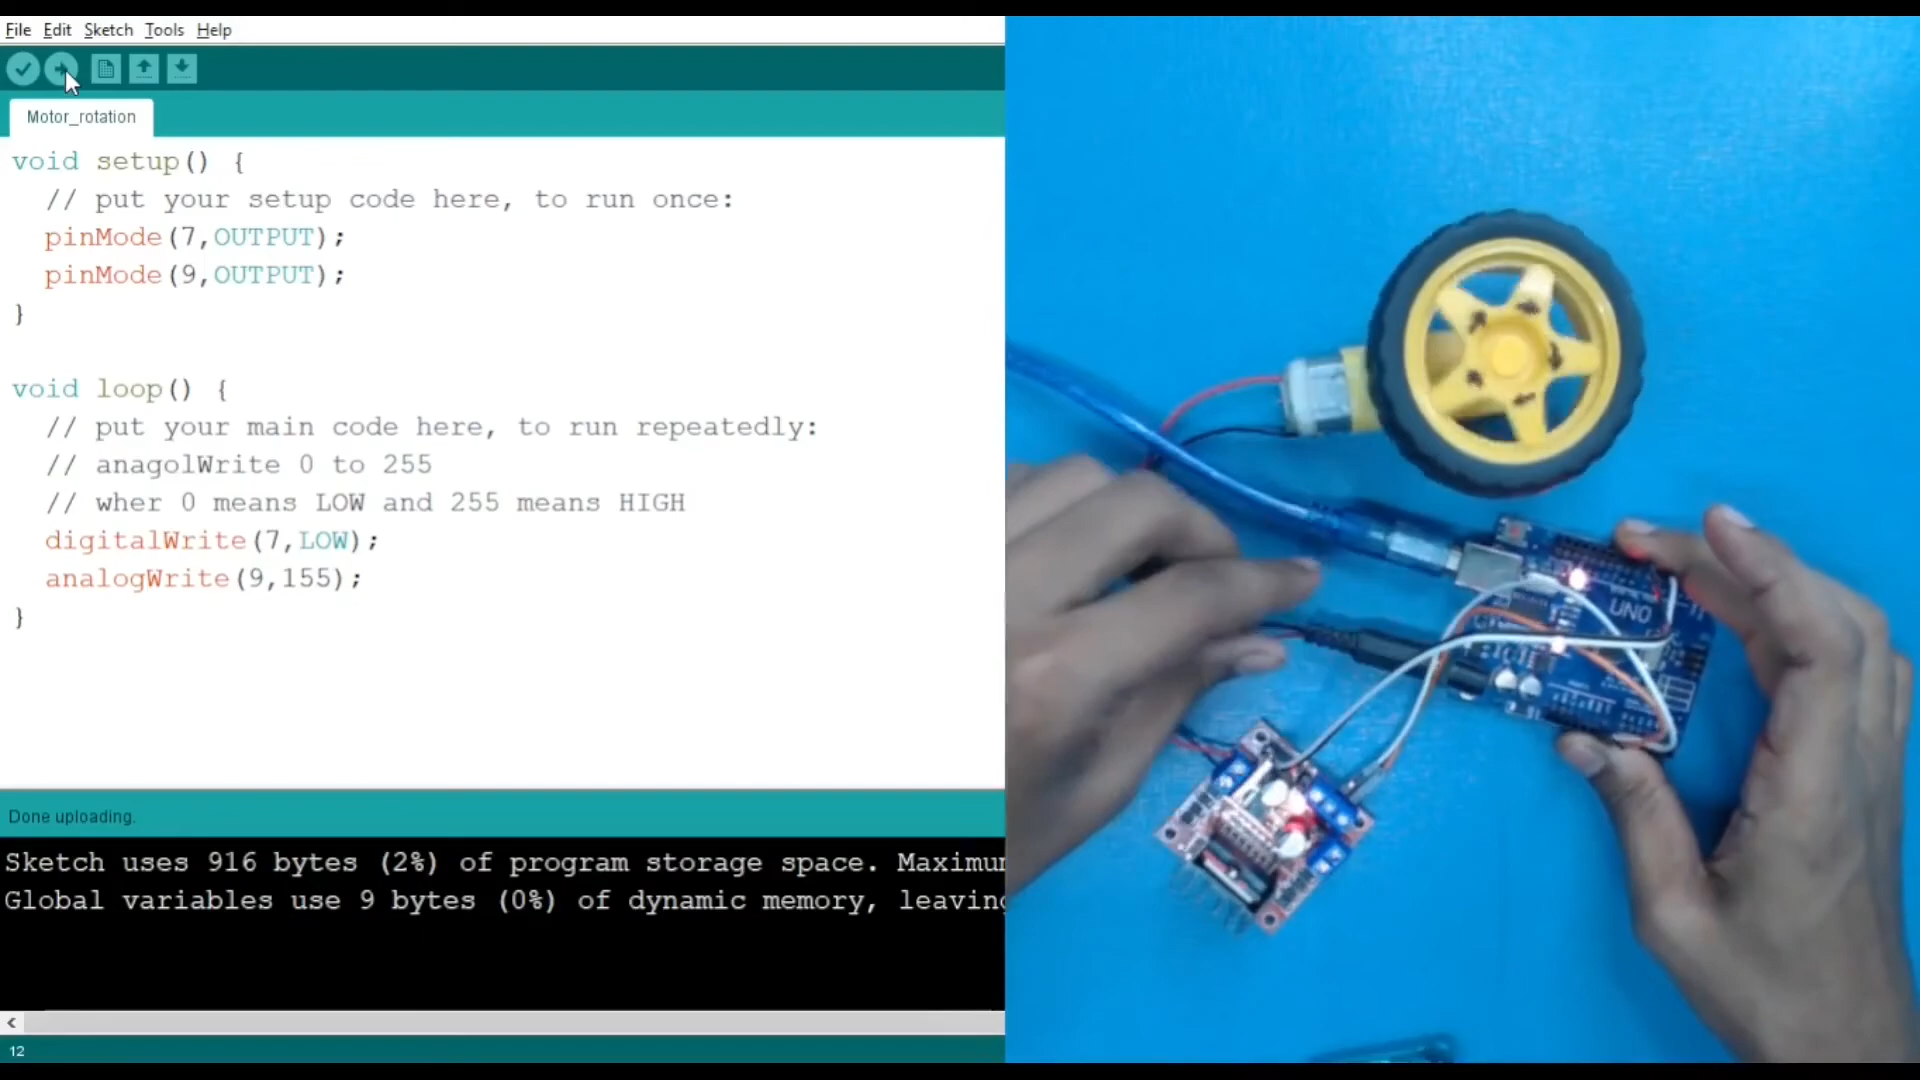 File Edit Sketch Tools Help
Motor_rotation
void setup() {
// put your setup code here, to run once:
pinMode(7,OUTPUT);
pinMode(9,OUTPUT);
}
void loop() {
// put your main code here, to run repeatedly:
// anagolWrite 0 to 255
// wher 0 means LOW and 255 means HIGH
digitalWrite(7,LOW);
analogWrite(9,155);
}
Done uploading.
Sketch uses 916 bytes (2%) of program storage space. Maximum
Global variables use 9 bytes (0%) of dynamic memory, leaving
12
UNO